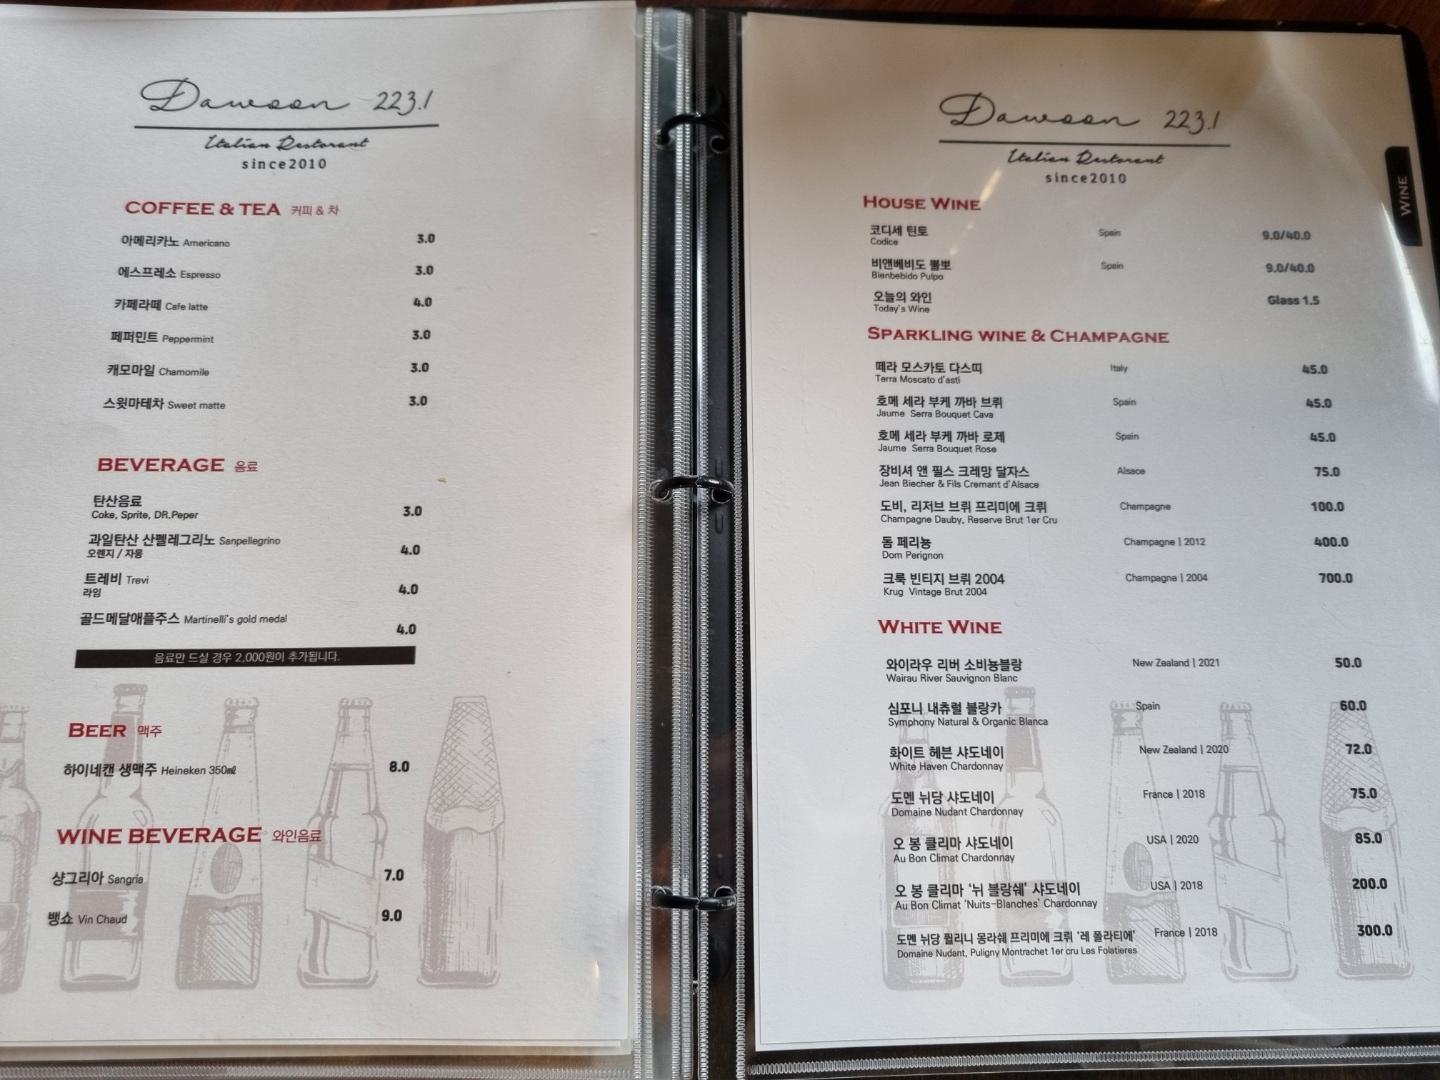 Dawoon 223.1
Italian Restorant
since2010
COFFEE & TEA 커피 & 차
아메리카노 Americano 3.0
에스프레소 Espresso 3.0
카페라떼 Cafe latte 4.0
페퍼민트 Peppermint 3.0
캐모마일 Chamomile 3.0
스윗마테차 Sweet matte 3.0
BEVERAGE 음료
탄산음료
Coke, Sprite, DR.Peper 3.0
과일탄산 산펠레그리노 Sanpellegrino
오렌지 / 자몽 4.0
트레비 Trevi
라임 4.0
골드메달애플주스 Martinelli's gold medal
4.0
음료만 드실 경우 2,000원이 추가됩니다.
BEER 맥주
하이네캔 생맥주 Heineken 350㎖ 8.0
WINE BEVERAGE 와인음료
샹그리아 Sangria 7.0
뱅쇼 Vin Chaud 9.0
Dawoon 223.1
Italian Restorant
since2010
WINE
HOUSE WINE
코디세 틴토 Spain 9.0/40.0
Codice
비앤베비도 뿔뽀 Spain 9.0/40.0
Bienbebido Pulpo
오늘의 와인 Glass 1.5
Today's Wine
SPARKLING WINE & CHAMPAGNE
떼라 모스카토 다스띠 Italy 45.0
Terra Moscato d'asti
호메 세라 부케 까바 브뤼 Spain 45.0
Jaume Serra Bouquet Cava
호메 세라 부케 까바 로제 Spain 45.0
Jaume Serra Bouquet Rose
장비셔 앤 필스 크레망 달자스 Alsace 75.0
Jean Biecher & Fils Cremant d'Alsace
도비, 리저브 브뤼 프리미에 크뤼 Champagne 100.0
Champagne Dauby, Reserve Brut 1er Cru
돔 페리뇽 Champagne | 2012 400.0
Dom Perignon
크룩 빈티지 브뤼 2004 Champagne | 2004 700.0
Krug Vintage Brut 2004
WHITE WINE
와이라우 리버 소비뇽블랑 New Zealand | 2021 50.0
Wairau River Sauvignon Blanc
심포니 내츄럴 블랑카 Spain 60.0
Symphony Natural & Organic Blanca
화이트 헤븐 샤도네이 New Zealand | 2020 72.0
White Haven Chardonnay
도멘 뉘당 샤도네이 France | 2018 75.0
Domaine Nudant Chardonnay
오 봉 클리마 샤도네이 USA | 2020 85.0
Au Bon Climat Chardonnay
오 봉 클리마 '뉘 블랑쉐' 샤도네이 USA | 2018 200.0
Au Bon Climat 'Nuits-Blanches' Chardonnay
도멘 뉘당 퓔리니 몽라쉐 프리미에 크뤼 '레 폴라티에' France | 2018 300.0
Domaine Nudant, Puligny Montrachet 1er cru Les Folatieres